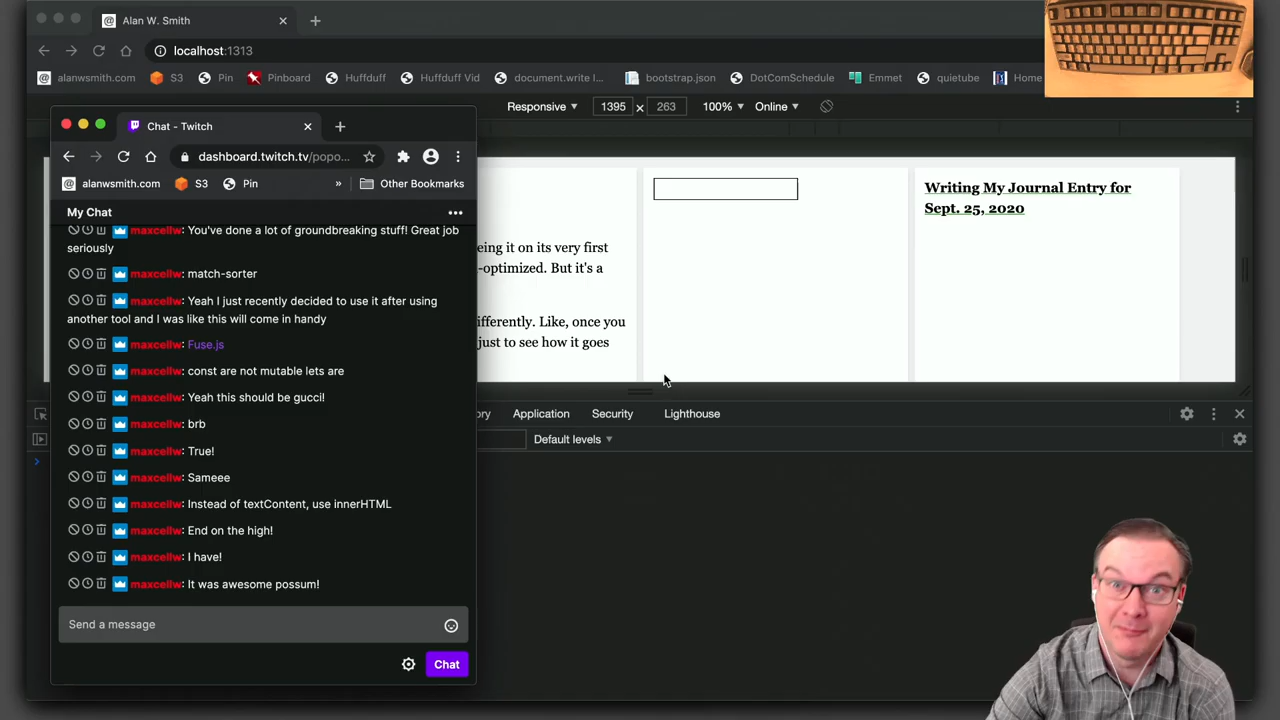 Alan W. Smith
localhost:1313
alanwsmith.com
S3
Pin
Pinboard
Huffduff
Huffduff Vid
document.write I...
bootstrap.json
DotComSchedule
Emmet
quietube
Home
Responsive
1395
×
263
100%
Online
Chat - Twitch
dashboard.twitch.tv/popo...
alanwsmith.com
S3
Pin
»
Other Bookmarks
My Chat
maxcellw: You've done a lot of groundbreaking stuff! Great job
seriously
maxcellw: match-sorter
maxcellw: Yeah I just recently decided to use it after using
another tool and I was like this will come in handy
maxcellw: Fuse.js
maxcellw: const are not mutable lets are
maxcellw: Yeah this should be gucci!
maxcellw: brb
maxcellw: True!
maxcellw: Sameee
maxcellw: Instead of textContent, use innerHTML
maxcellw: End on the high!
maxcellw: I have!
maxcellw: It was awesome possum!
Send a message
Chat
eing it on its very first
-optimized. But it's a
ifferently. Like, once you
just to see how it goes
Writing My Journal Entry for
Sept. 25, 2020
ory
Application
Security
Lighthouse
Default levels